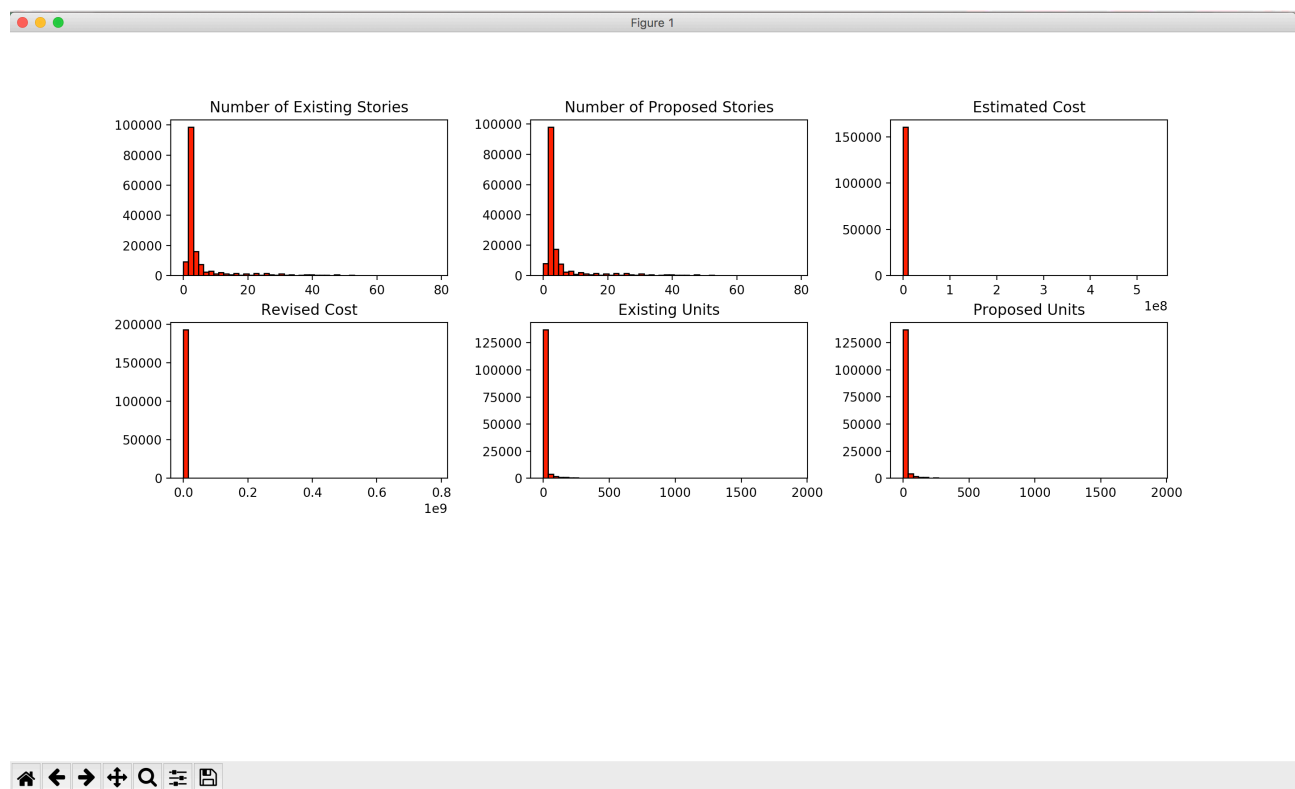 Figure 1
Number of Existing Stories
100000
80000
60000
40000
20000
0
0 20 40 60 80
Number of Proposed Stories
100000
80000
60000
40000
20000
0
0 20 40 60 80
Estimated Cost
150000
100000
50000
0
0 1 2 3 4 5
1e8
Revised Cost
200000
150000
100000
50000
0
0.0 0.2 0.4 0.6 0.8
1e9
Existing Units
125000
100000
75000
50000
25000
0
0 500 1000 1500 2000
Proposed Units
125000
100000
75000
50000
25000
0
0 500 1000 1500 2000